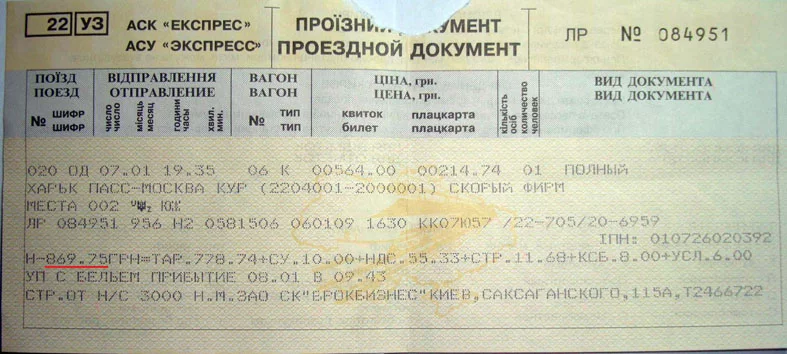 22 УЗ АСК «ЕКСПРЕС» ПРОЇЗНИЙ ДОКУМЕНТ
АСУ “ЭКСПРЕСС” ПРОЕЗДНОЙ ДОКУМЕНТ ЛР № 084951
ПОЇЗД ВІДПРАВЛЕННЯ ВАГОН ЦІНА, грн. ВИД ДОКУМЕНТА
ПОЕЗД ОТПРАВЛЕНИЕ ВАГОН ЦЕНА, грн. ВИД ДОКУМЕНТА
№ шифр число місяць години хвил. № тип квиток плацкарта кількість осіб
шифр число месяц часы мин. тип билет плацкарта количество человек
020 ОД 07.01 19.35 06 К 00564.00 00214.74 01 ПОЛНЫЙ
ХАРЬК ПАСС-МОСКВА КУР (2204001-2000001) СКОРЫЙ ФИРМ
МЕСТА 002
ЛР 084951 956 Н2 0581506 060109 1630 КК07Ю57 /22-705/20-6959
ІПН: 010726020392
Н-869.75ГРН=ТАР.778.74+СУ.10.00+НДС.55.33+СТР.11.68+КСБ.8.00+УСЛ.6.00
УП С БЕЛЬЕМ ПРИБЫТИЕ 08.01 В 09.43
СТР.ОТ Н/С 3000 Н.М.ЗАО СК"ЕРОКБИЗНЕС"КИЕВ,САКСАГАНСКОГО,115А,Т2466722